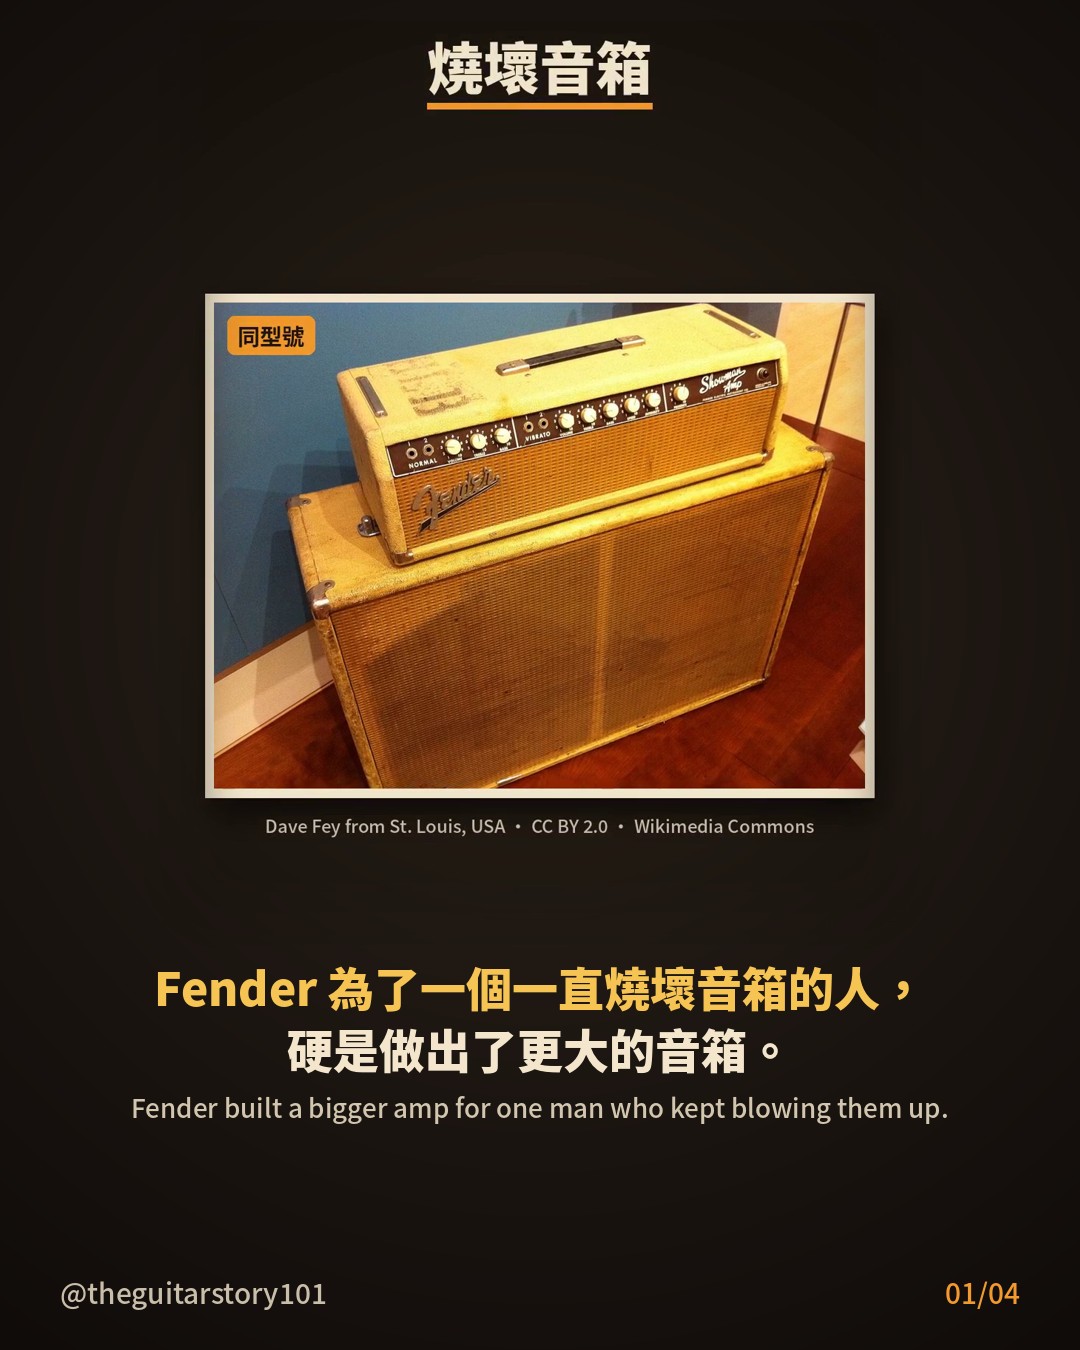 燒壞音箱
同型號
Showman
Amp
NORMAL
VIBRATO
Fender
Dave Fey from St. Louis, USA • CC BY 2.0 • Wikimedia Commons
Fender 為了一個一直燒壞音箱的人，
硬是做出了更大的音箱。
Fender built a bigger amp for one man who kept blowing them up.
@theguitarstory101
01/04